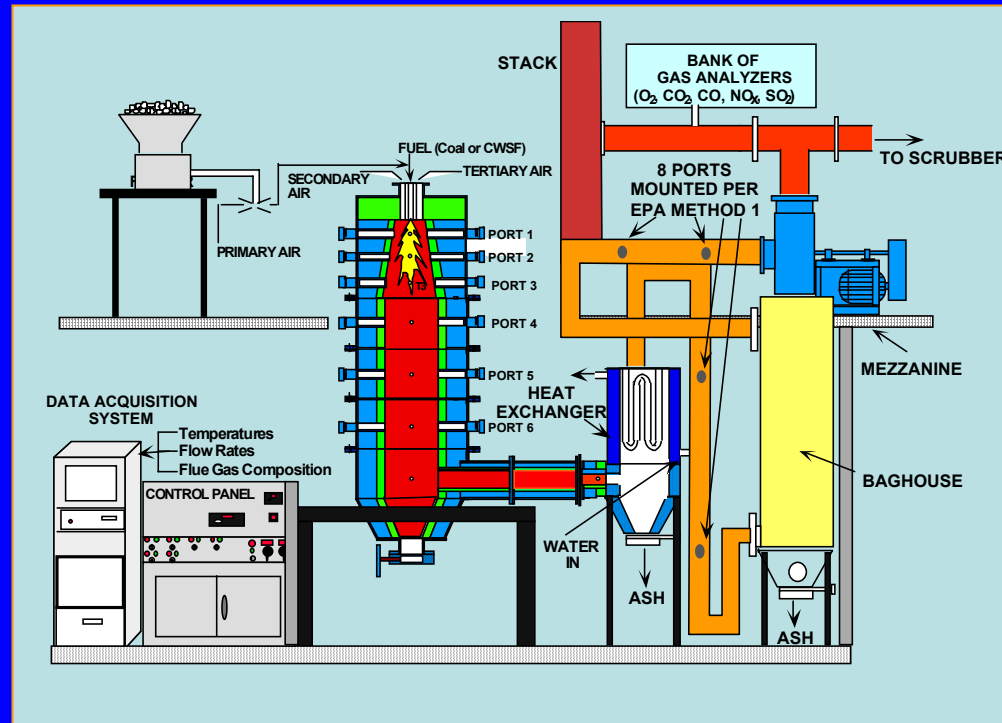 STACK
BANK OF
GAS ANALYZERS
(O2, CO2, CO, NOx, SO2)
TO SCRUBBER
FUEL (Coal or CWSF)
SECONDARY
AIR
TERTIARY AIR
8 PORTS
MOUNTED PER
EPA METHOD 1
PRIMARY AIR
PORT 1
PORT 2
PORT 3
T3
PORT 4
PORT 5
PORT 6
MEZZANINE
HEAT
EXCHANGER
DATA ACQUISITION
SYSTEM
Temperatures
Flow Rates
Flue Gas Composition
CONTROL PANEL
BAGHOUSE
WATER
IN
ASH
ASH